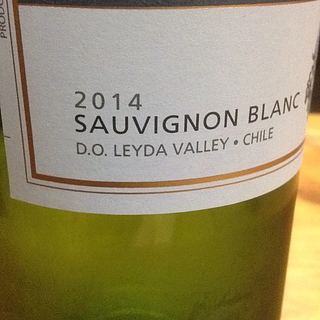 2014
SAUVIGNON BLANC
D.O. LEYDA VALLEY • CHILE